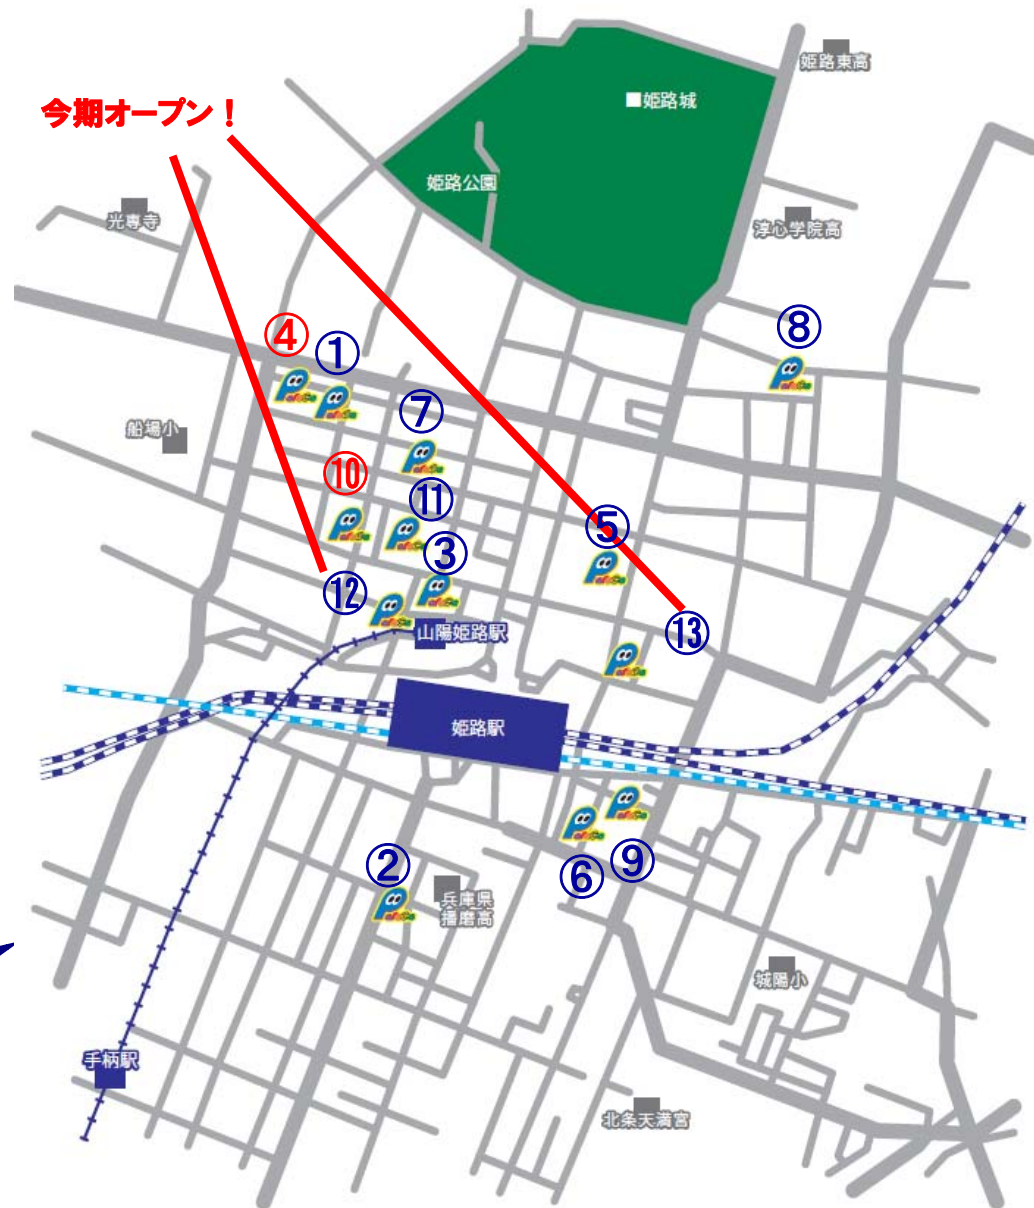 姫路東高
■姫路城
今期オープン！
姫路公園
光専寺
淳心学院高
⑧
④
①
⑦
船場小
⑩
⑪
⑤
③
⑫
山陽姫路駅
⑬
姫路駅
②
⑥
⑨
兵庫県
播磨高
城陽小
手柄駅
北条天満宮